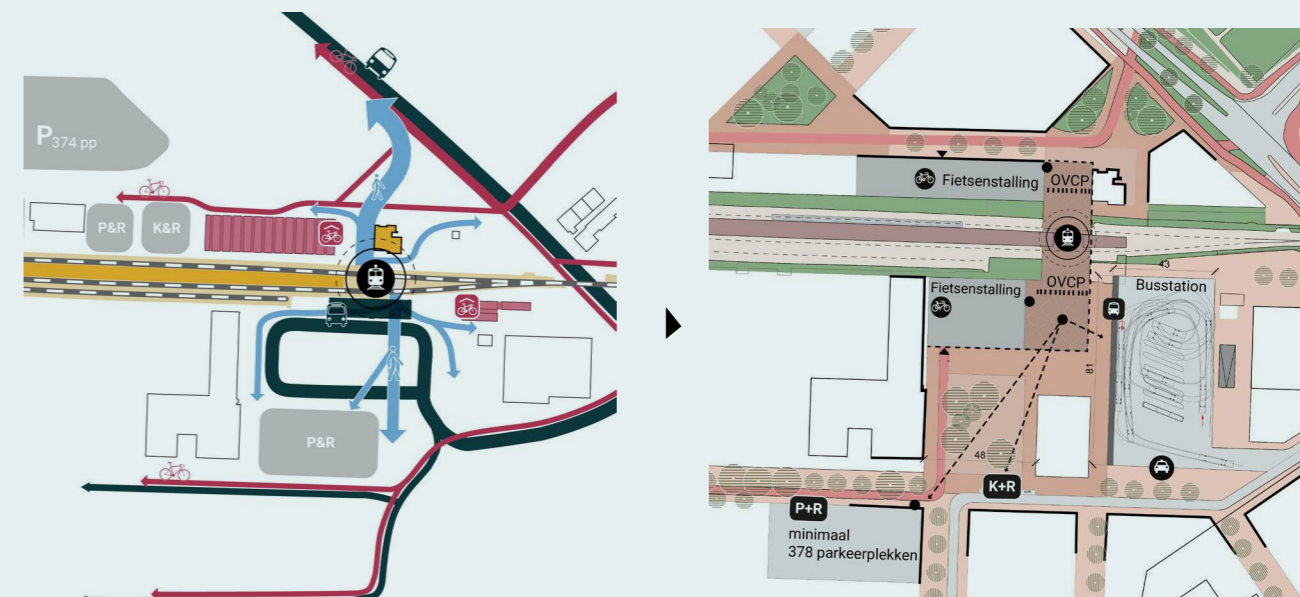 P374 pp
P&R
K&R
P&R
Fietsenstalling
OVCP
OVCP
Fietsenstalling
43
Busstation
81
48
K+R
P+R
minimaal
378 parkeerplekken